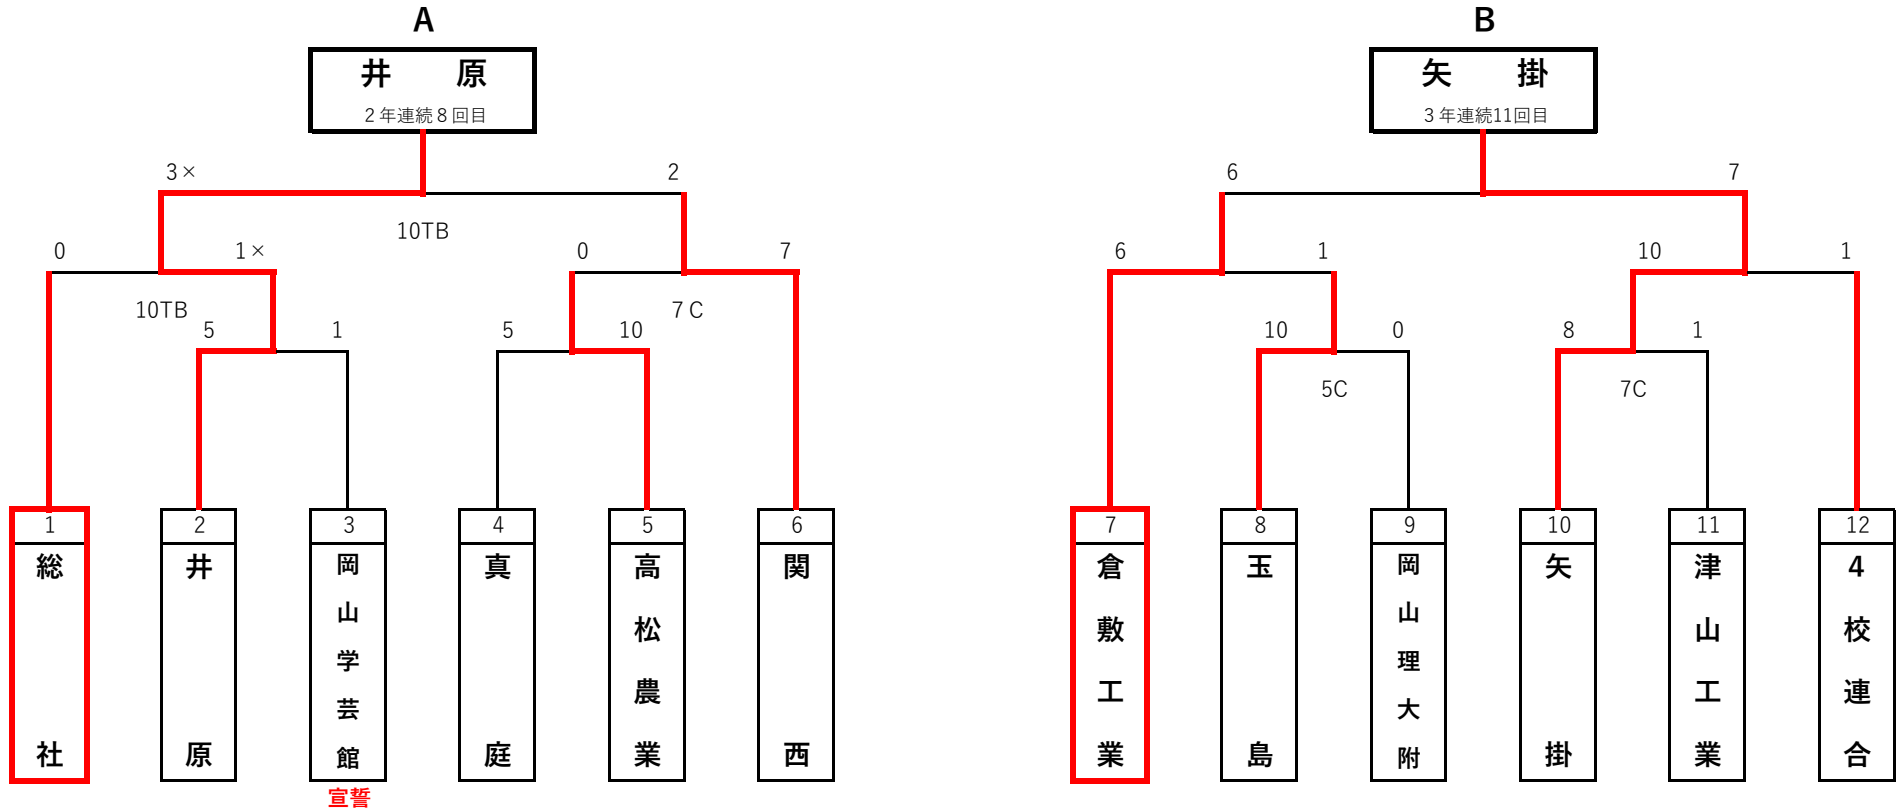 A
井原
2年連続8回目
3× 2
10TB
0 1× 0 7
10TB 7C
5 1 5 10
1 2 3 4 5 6
総社
井原
岡山学芸館
真庭
高松農業
関西
宣誓
B
矢掛
3年連続11回目
6 7
6 1 10 1
10 0 8 1
5C 7C
7 8 9 10 11 12
倉敷工業
玉島
岡山理大附
矢掛
津山工業
4校連合